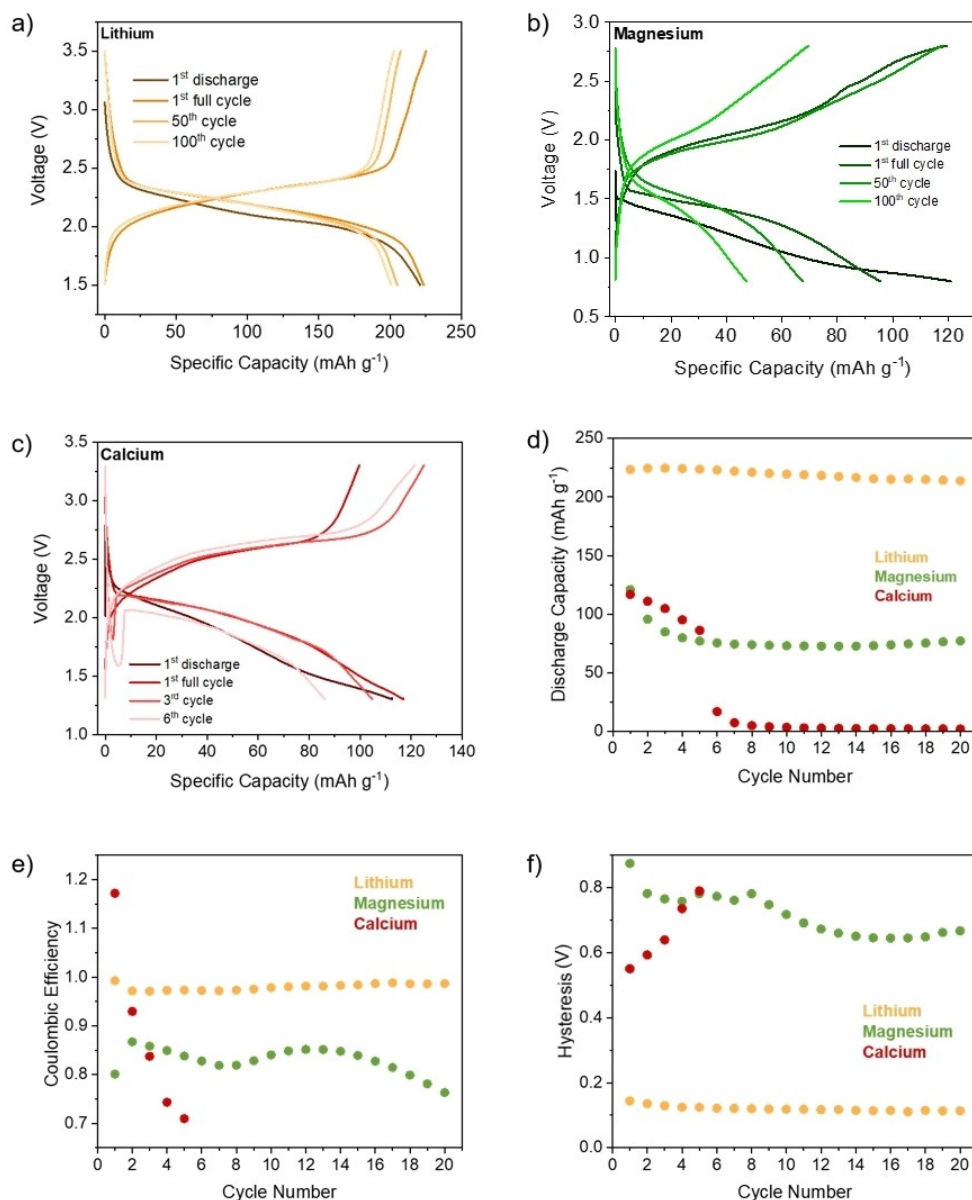 a)
Lithium
1st discharge
1st full cycle
50th cycle
100th cycle
3.5
3.0
2.5
2.0
1.5
0 50 100 150 200 250
Voltage (V)
Specific Capacity (mAh g⁻¹)
b)
Magnesium
1st discharge
1st full cycle
50th cycle
100th cycle
3.0
2.5
2.0
1.5
1.0
0.5
0 20 40 60 80 100 120
Voltage (V)
Specific Capacity (mAh g⁻¹)
c)
Calcium
1st discharge
1st full cycle
3rd cycle
6th cycle
3.5
3.0
2.5
2.0
1.5
1.0
0 20 40 60 80 100 120 140
Voltage (V)
Specific Capacity (mAh g⁻¹)
d)
Lithium
Magnesium
Calcium
250
225
200
175
150
125
100
75
50
25
0
0 2 4 6 8 10 12 14 16 18 20
Discharge Capacity (mAh g⁻¹)
Cycle Number
e)
Lithium
Magnesium
Calcium
1.2
1.1
1.0
0.9
0.8
0.7
0 2 4 6 8 10 12 14 16 18 20
Coulombic Efficiency
Cycle Number
f)
Lithium
Magnesium
Calcium
0.8
0.6
0.4
0.2
0.0
0 2 4 6 8 10 12 14 16 18 20
Hysteresis (V)
Cycle Number